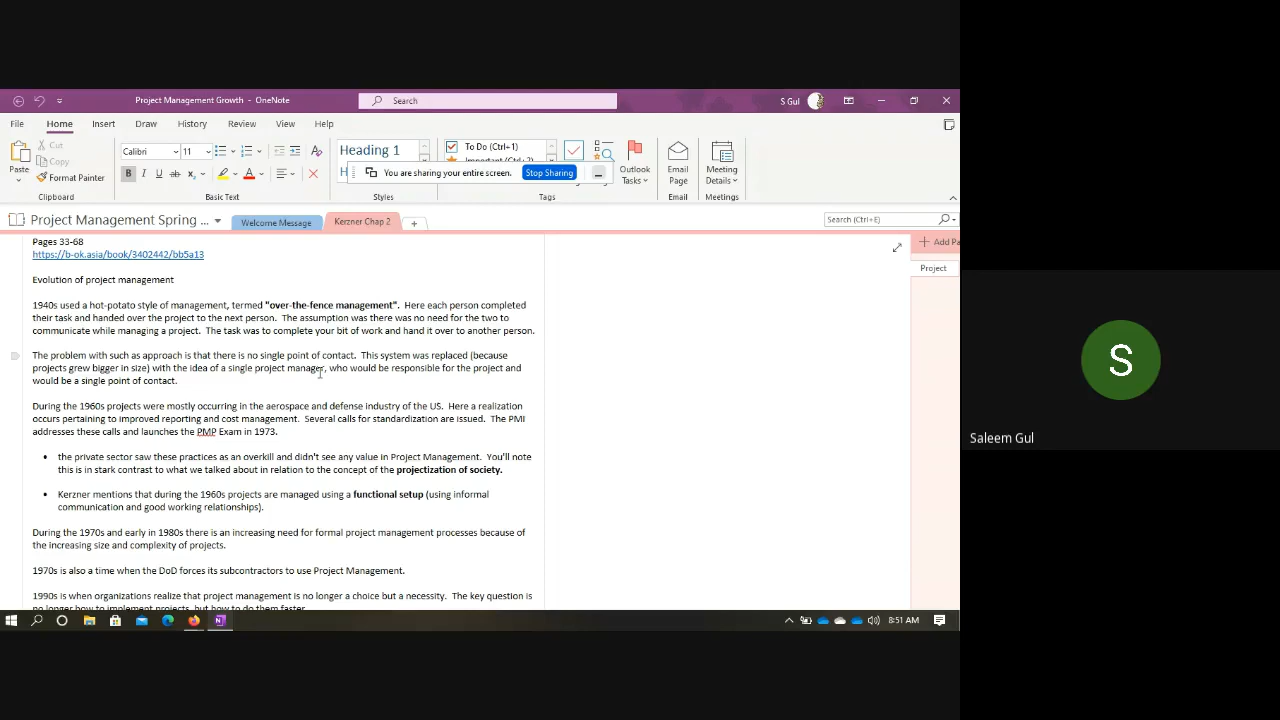 Project Management Growth - OneNote
Search
S Gul
File Home Insert Draw History Review View Help
Paste
Cut
Copy
Format Painter
Clipboard
Calibri 11
B I U ab x A
Basic Text
Heading 1
H
Styles
To Do (Ctrl+1)
Important (Ctrl+2)
Tags
You are sharing your entire screen. Stop Sharing
Outlook
Tasks
Email
Page
Email
Meeting
Details
Meetings
Project Management Spring ... Welcome Message Kerzner Chap 2 + Search (Ctrl+E)
Add Pa
Project
Pages 33-68
https://b-ok.asia/book/3402442/bb5a13
Evolution of project management
1940s used a hot-potato style of management, termed "over-the-fence management". Here each person completed
their task and handed over the project to the next person. The assumption was there was no need for the two to
communicate while managing a project. The task was to complete your bit of work and hand it over to another person.
The problem with such as approach is that there is no single point of contact. This system was replaced (because
projects grew bigger in size) with the idea of a single project manager, who would be responsible for the project and
would be a single point of contact.
During the 1960s projects were mostly occurring in the aerospace and defense industry of the US. Here a realization
occurs pertaining to improved reporting and cost management. Several calls for standardization are issued. The PMI
addresses these calls and launches the PMP Exam in 1973.
• the private sector saw these practices as an overkill and didn't see any value in Project Management. You'll note
this is in stark contrast to what we talked about in relation to the concept of the projectization of society.
• Kerzner mentions that during the 1960s projects are managed using a functional setup (using informal
communication and good working relationships).
During the 1970s and early in 1980s there is an increasing need for formal project management processes because of
the increasing size and complexity of projects.
1970s is also a time when the DoD forces its subcontractors to use Project Management.
1990s is when organizations realize that project management is no longer a choice but a necessity. The key question is
no longer how to implement projects, but how to do them faster
8:51 AM
S
Saleem Gul